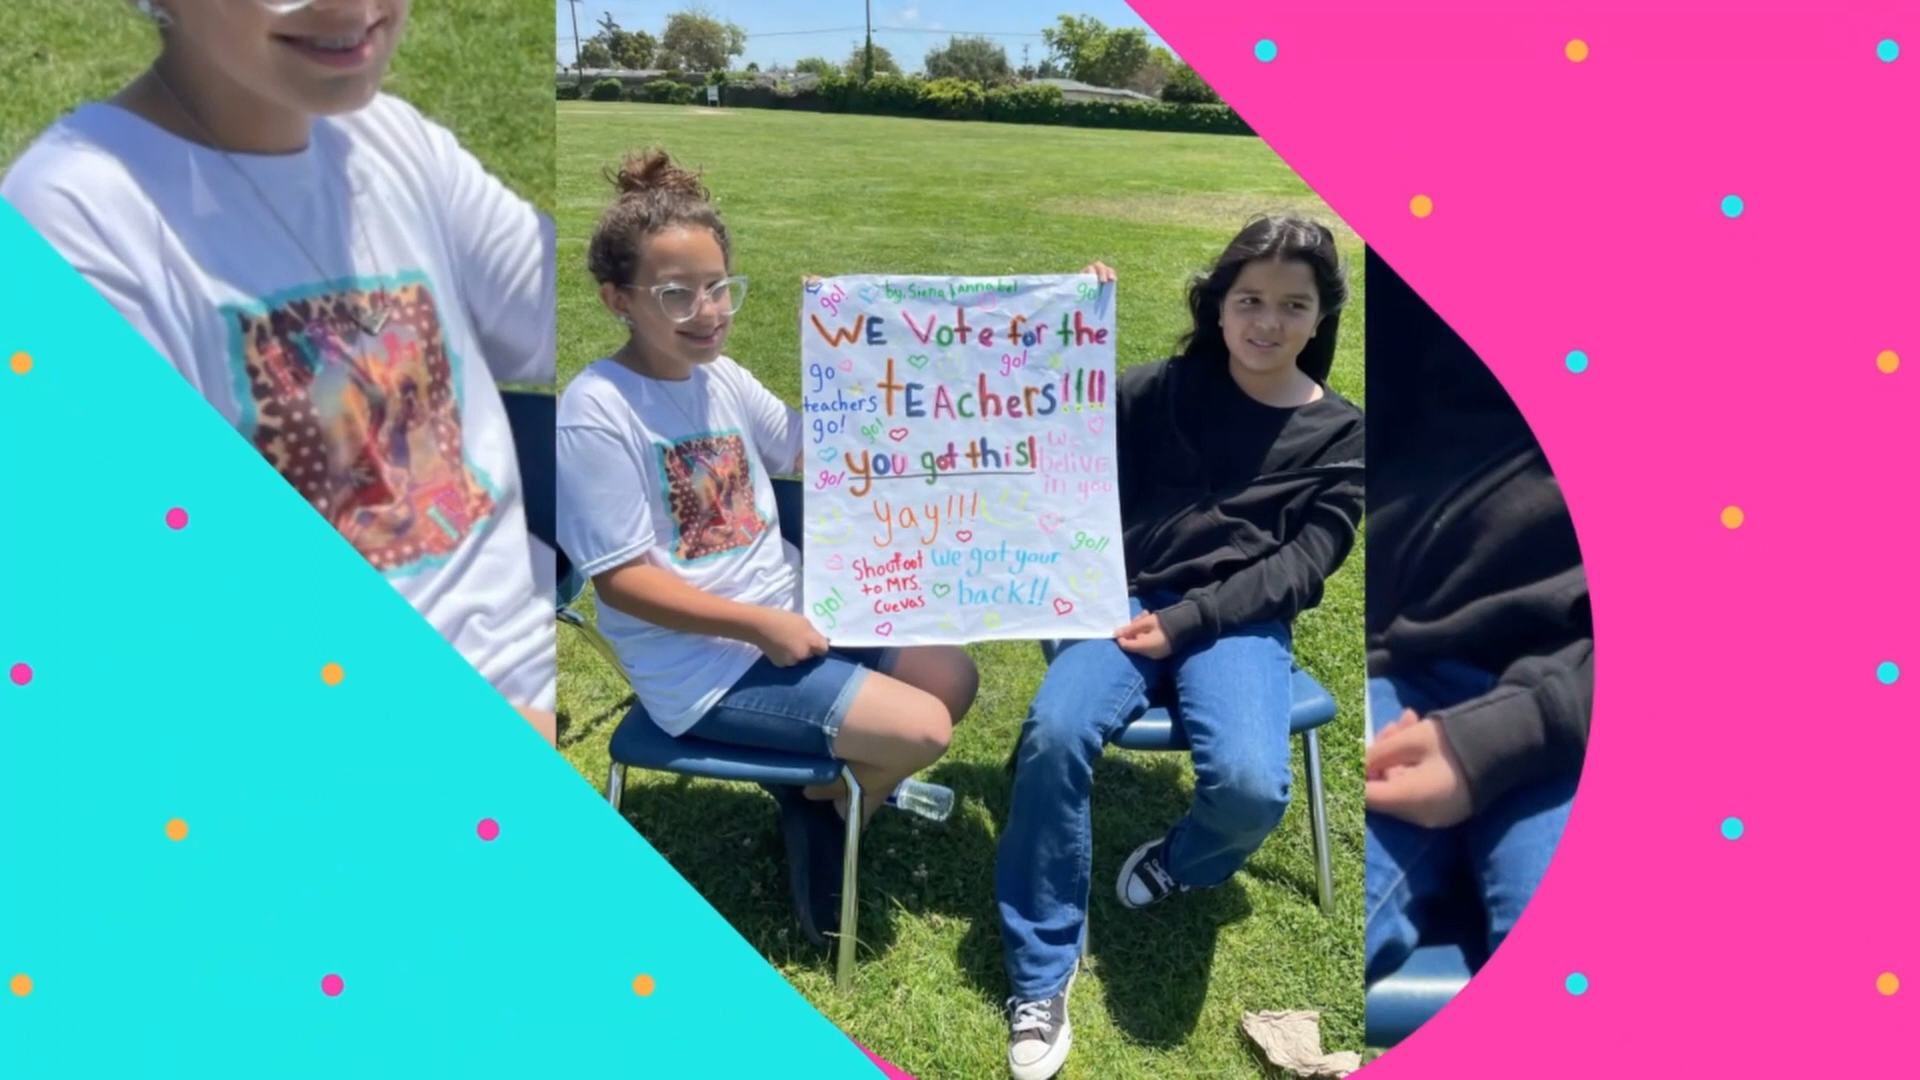 go! by, Siena & annabel go!
WE Vote for the
go go!
teachers tEAchers!!!!
go! go!
go! you got this! We
beliVE
in you
yay!!!
Shoutout We got your go!!
to Mrs. back!!
go! Cuevas